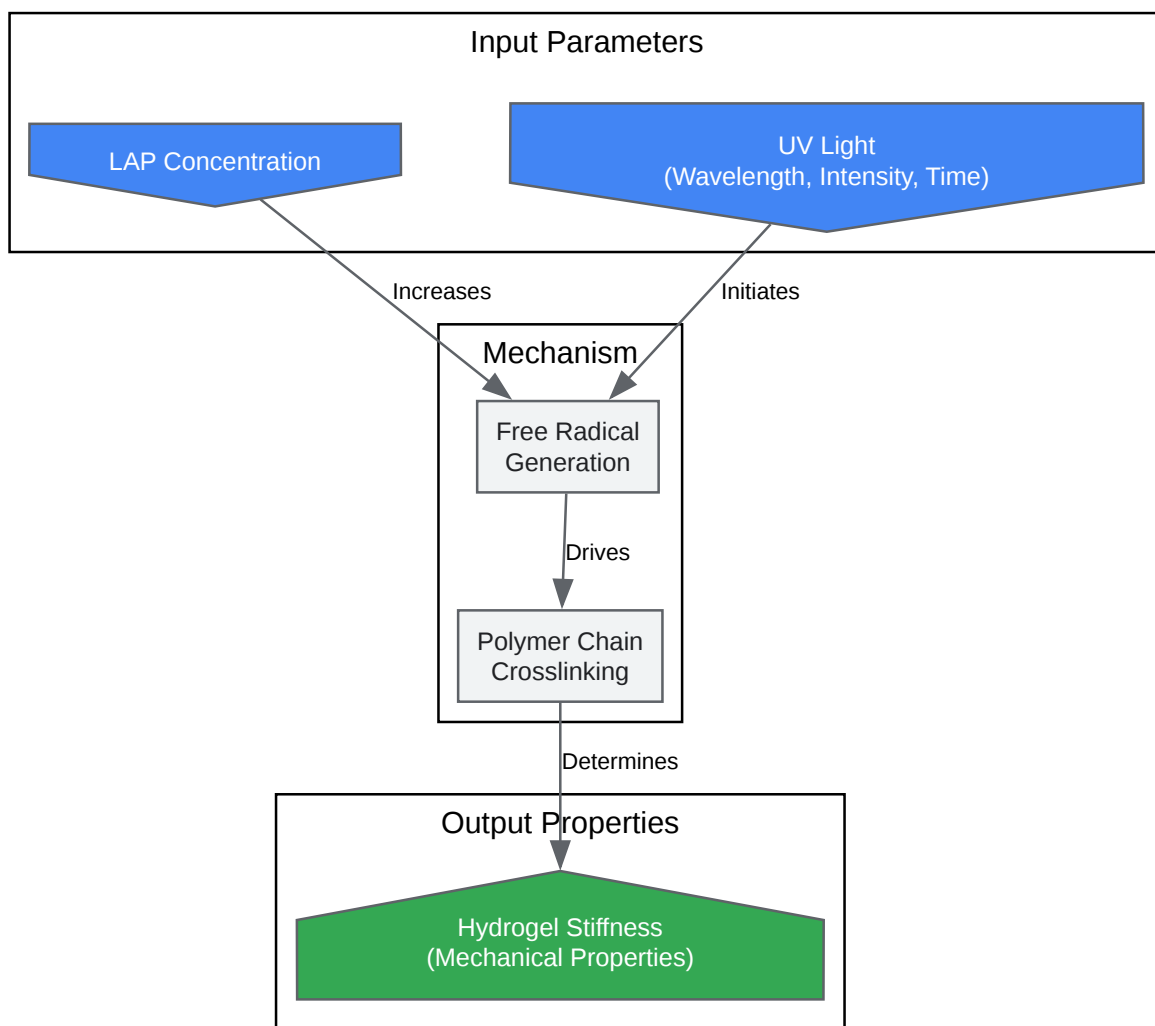 Input Parameters
LAP Concentration
UV Light
(Wavelength, Intensity, Time)
Increases
Initiates
Mechanism
Free Radical
Generation
Drives
Polymer Chain
Crosslinking
Determines
Output Properties
Hydrogel Stiffness
(Mechanical Properties)